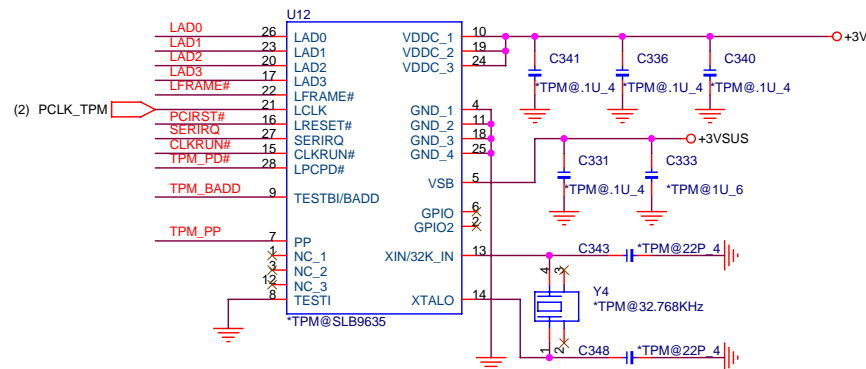 U12
LAD0 26 LAD0 VDDC_1 10 +3V
LAD1 23 LAD1 VDDC_2 19
LAD2 20 LAD2 VDDC_3 24
LAD3 17 LAD3
C341 C336 C340
*TPM@.1U_4 *TPM@.1U_4 *TPM@.1U_4
LFRAME# 22 LFRAME#
(2) PCLK_TPM 21 LCLK GND_1 4
PCIRST# 16 LRESET# GND_2 11
SERIRQ 27 SERIRQ GND_3 18
CLKRUN# 15 CLKRUN# GND_4 25
TPM_PD# 28 LPCPD#
+3VSUS
C331 C333
VSB 5
*TPM@.1U_4 *TPM@1U_6
TPM_BADD 9 TESTBI/BADD
GPIO 6
GPIO2 2
TPM_PP 7 PP
1 NC_1 XIN/32K_IN 13
3 NC_2
12 NC_3
8 TESTI XTALO 14
*TPM@SLB9635
C343 *TPM@22P_4
4 3
Y4
*TPM@32.768KHz
1 2
C348 *TPM@22P_4